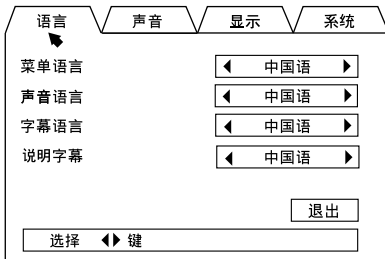 语言 声音 显示 系统
菜单语言 ◀ 中国语 ▶
声音语言 ◀ 中国语 ▶
字幕语言 ◀ 中国语 ▶
说明字幕 ◀ 中国语 ▶
退出
选择 ◀▶ 键